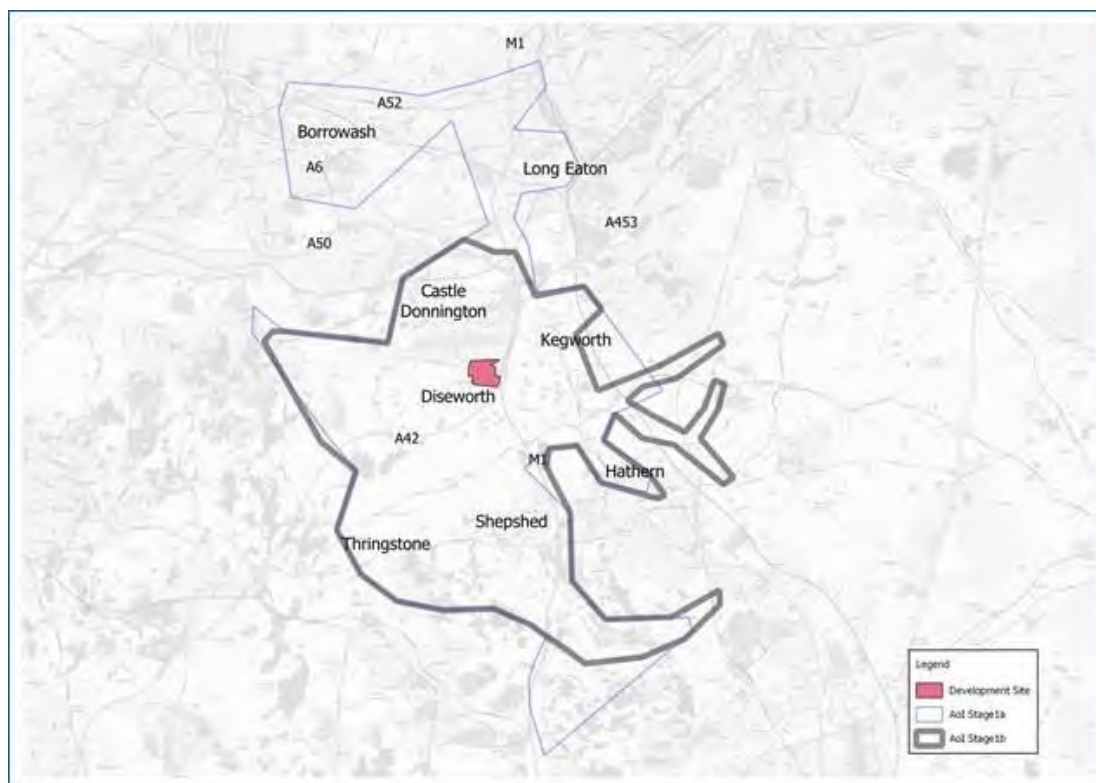 M1
A52
Borrowash
A6
Long Eaton
A453
A50
Castle
Donnington
Kegworth
Diseworth
A42
M1
Hathern
Shepshed
Thringstone
Legend
Development Site
AoI Stage1a
AoI Stage1b